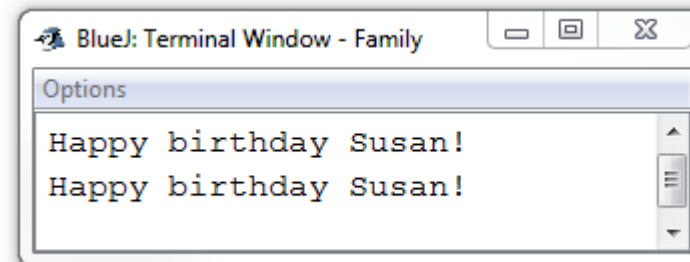 BlueJ: Terminal Window - Family
Options
Happy birthday Susan!
Happy birthday Susan!